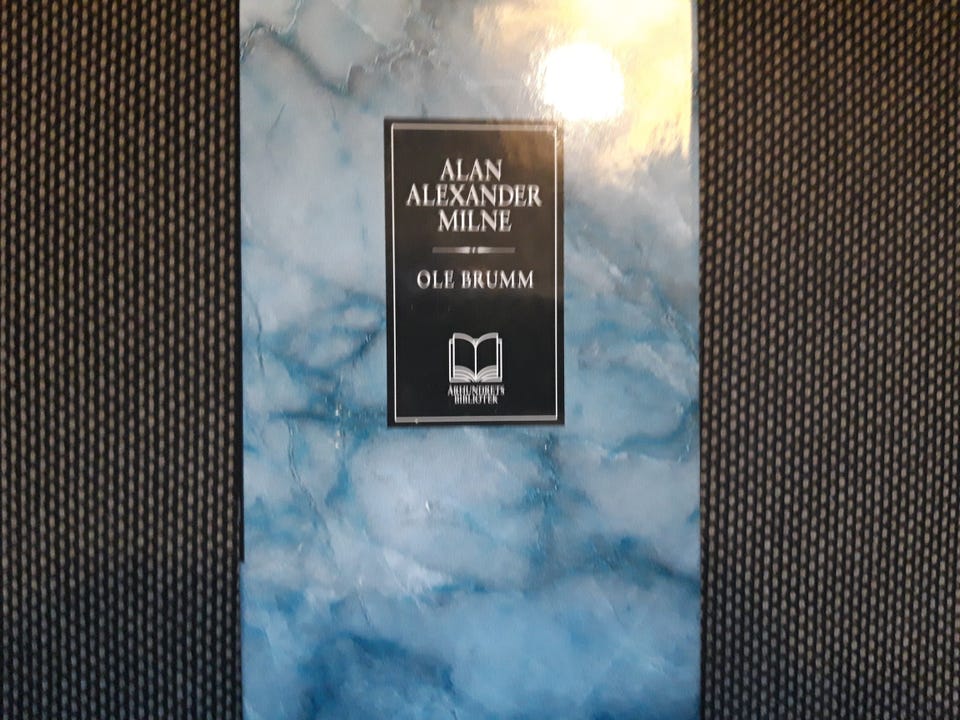 ALAN
ALEXANDER
MILNE
OLE BRUMM
ÅRHUNDRETS
BIBLIOTEK